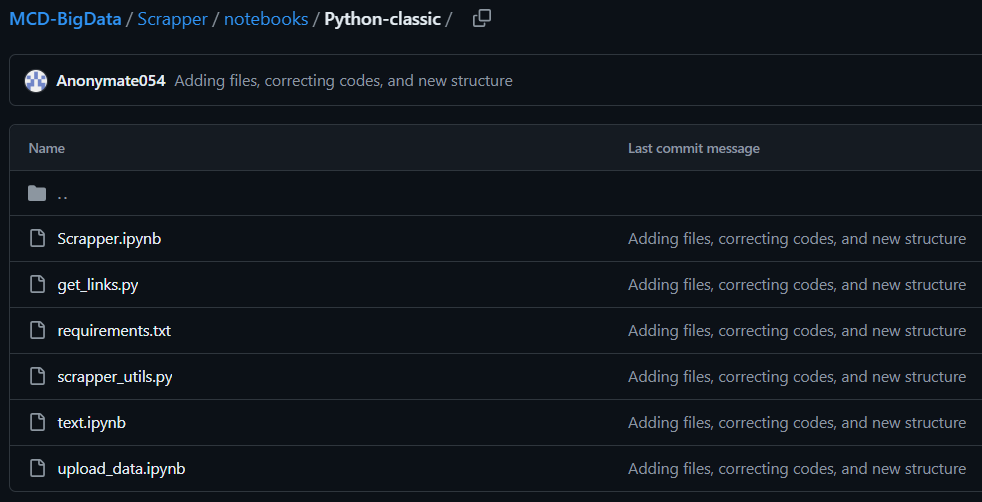 MCD-BigData / Scrapper / notebooks / Python-classic /
Anonymate054 Adding files, correcting codes, and new structure
Name Last commit message
..
Scrapper.ipynb Adding files, correcting codes, and new structure
get_links.py Adding files, correcting codes, and new structure
requirements.txt Adding files, correcting codes, and new structure
scrapper_utils.py Adding files, correcting codes, and new structure
text.ipynb Adding files, correcting codes, and new structure
upload_data.ipynb Adding files, correcting codes, and new structure